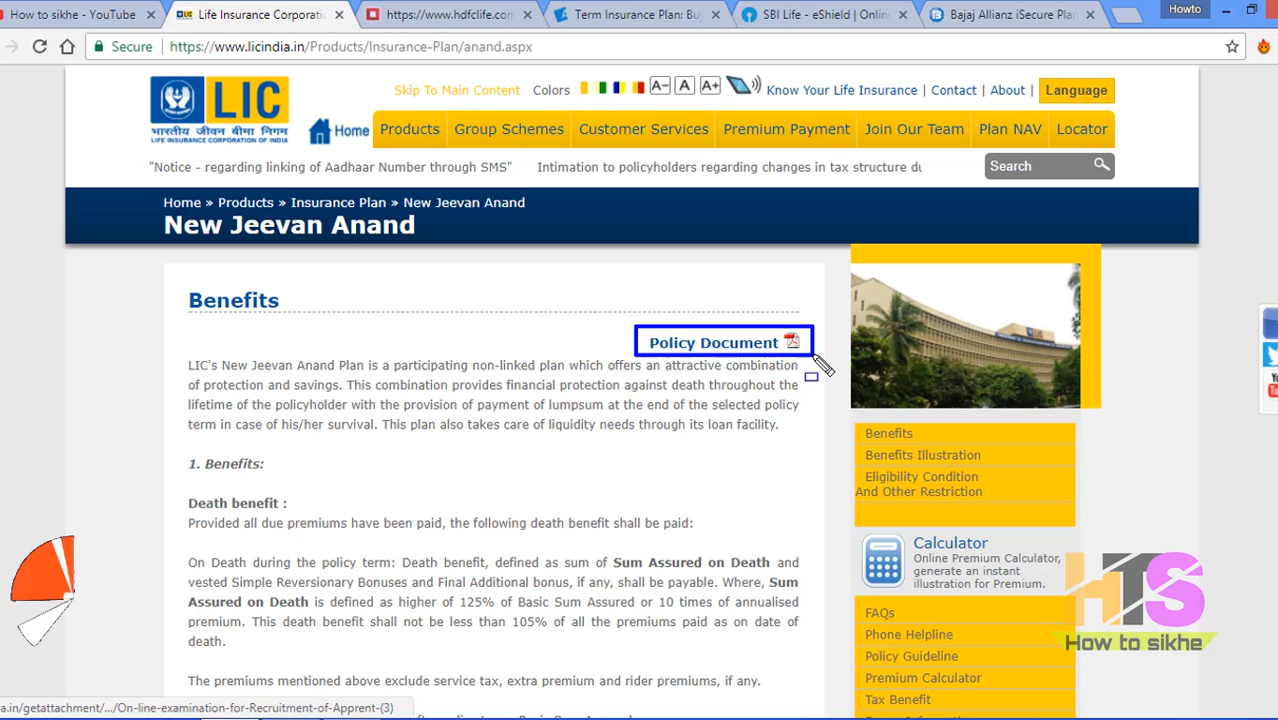 How to sikhe - YouTube
Life Insurance Corporati
https://www.hdfclife.com
Term Insurance Plan: Bu
SBI Life - eShield | Onlin
Bajaj Allianz iSecure Plan
Howto
Secure
https://www.licindia.in/Products/Insurance-Plan/anand.aspx
LIC
भारतीय जीवन बीमा निगम
LIFE INSURANCE CORPORATION OF INDIA
Skip To Main Content
Colors
A- A A+
Know Your Life Insurance | Contact | About |
Language
Home
Products
Group Schemes
Customer Services
Premium Payment
Join Our Team
Plan NAV
Locator
"Notice - regarding linking of Aadhaar Number through SMS"
Intimation to policyholders regarding changes in tax structure du
Search
Home » Products » Insurance Plan » New Jeevan Anand
New Jeevan Anand
Benefits
Policy Document
LIC's New Jeevan Anand Plan is a participating non-linked plan which offers an attractive combination
of protection and savings. This combination provides financial protection against death throughout the
lifetime of the policyholder with the provision of payment of lumpsum at the end of the selected policy
term in case of his/her survival. This plan also takes care of liquidity needs through its loan facility.
1. Benefits:
Death benefit :
Provided all due premiums have been paid, the following death benefit shall be paid:
On Death during the policy term: Death benefit, defined as sum of Sum Assured on Death and
vested Simple Reversionary Bonuses and Final Additional bonus, if any, shall be payable. Where, Sum
Assured on Death is defined as higher of 125% of Basic Sum Assured or 10 times of annualised
premium. This death benefit shall not be less than 105% of all the premiums paid as on date of
death.
The premiums mentioned above exclude service tax, extra premium and rider premiums, if any.
Benefits
Benefits Illustration
Eligibility Condition
And Other Restriction
Calculator
Online Premium Calculator,
generate an instant
illustration for Premium.
FAQs
Phone Helpline
Policy Guideline
Premium Calculator
Tax Benefit
HTS
How to sikhe
a.in/getattachment/.../On-line-examination-for-Recruitment-of-Apprent-(3)